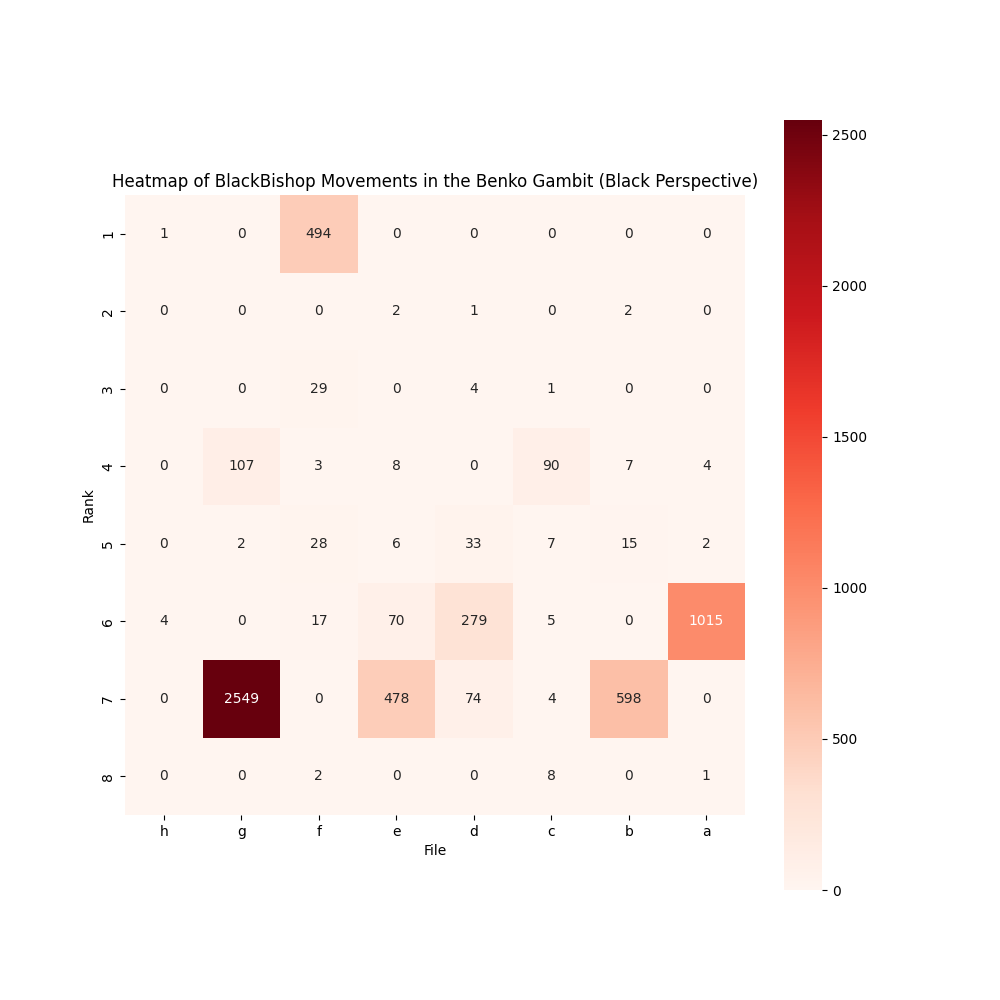 Heatmap of BlackBishop Movements in the Benko Gambit (Black Perspective)
1 1 0 494 0 0 0 0 0
2 0 0 0 2 1 0 2 0
3 0 0 29 0 4 1 0 0
4 0 107 3 8 0 90 7 4
5 0 2 28 6 33 7 15 2
6 4 0 17 70 279 5 0 1015
7 0 2549 0 478 74 4 598 0
8 0 0 2 0 0 8 0 1
h g f e d c b a
Rank
File
2500
2000
1500
1000
500
0